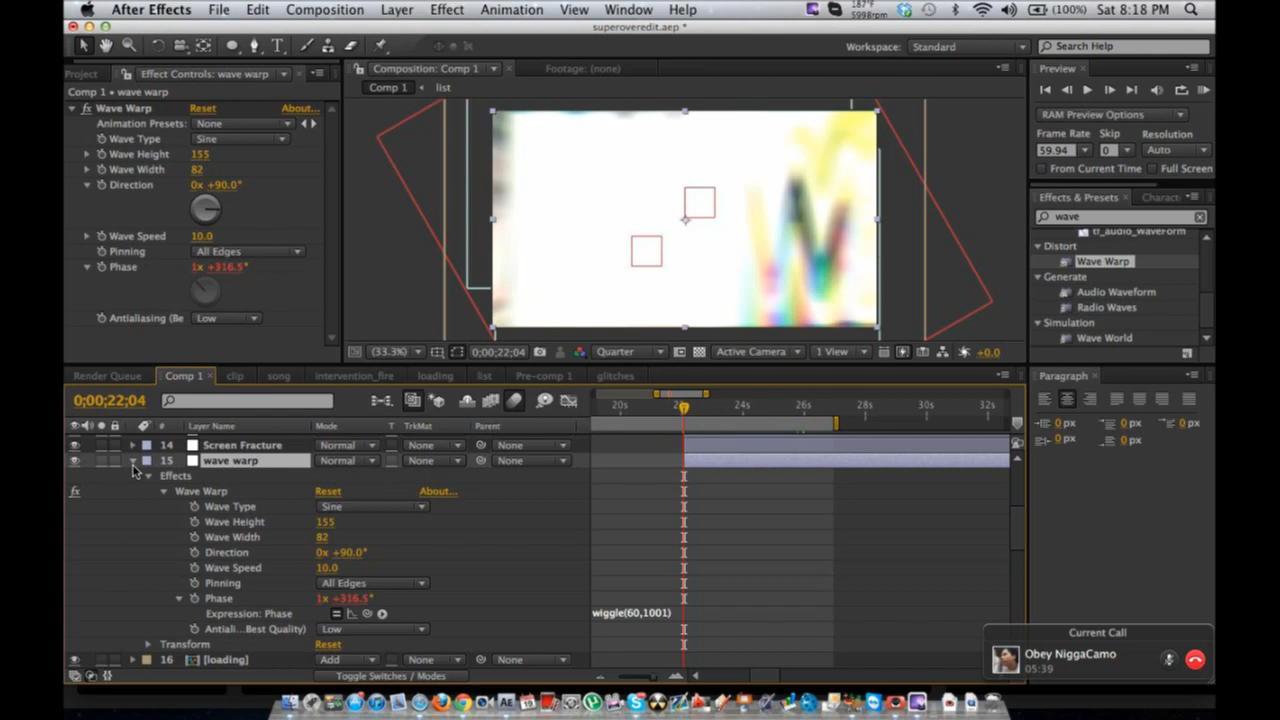 After Effects File Edit Composition Layer Effect Animation View Window Help 187°F 5998rpm (100%) Sat 8:18 PM
superoveredit.aep *
Workspace: Standard Search Help
Project Effect Controls: wave warp
Composition: Comp 1 Footage: (none)
Preview
Comp 1 • wave warp
Comp 1 list
fx Wave Warp Reset About...
Animation Presets: None
Wave Type Sine
Wave Height 155
Wave Width 82
Direction 0x +90.0°
Wave Speed 10.0
Pinning All Edges
Phase 1x +316.5°
Antialiasing (Be Low
(33.3%) 0;00;22;04 Quarter Active Camera 1 View +0.0
RAM Preview Options
Frame Rate Skip Resolution
59.94 0 Auto
From Current Time Full Screen
Effects & Presets Charact
wave
tf_audio_WaveForm
Distort
Wave Warp
Generate
Audio Waveform
Radio Waves
Simulation
Wave World
Render Queue Comp 1 clip song intervention_fire loading list Pre-comp 1 glitches
Paragraph
0;00;22;04
20s 24s 26s 28s 30s 32s
# Layer Name Mode T TrkMat Parent
14 Screen Fracture Normal None None
15 wave warp Normal None None
Effects
fx Wave Warp Reset About...
Wave Type Sine
Wave Height 155
Wave Width 82
Direction 0x +90.0°
Wave Speed 10.0
Pinning All Edges
Phase 1x +316.5°
Expression: Phase wiggle(60,1001)
Antiali...Best Quality) Low
Transform Reset
16 [loading] Add None None
Toggle Switches / Modes
0 px 0 px 0 px
0 px 0 px
Current Call
Obey NiggaCamo
05:39